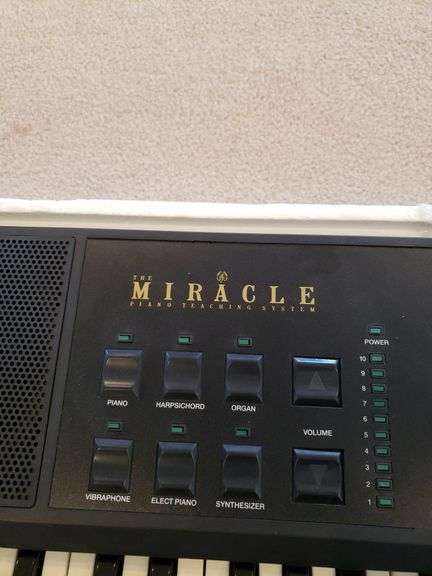 THE
MIRACLE
PIANO TEACHING SYSTEM
POWER
PIANO HARPSICHORD ORGAN
VOLUME
10
9
8
7
6
5
4
3
2
1
VIBRAPHONE ELECT PIANO SYNTHESIZER